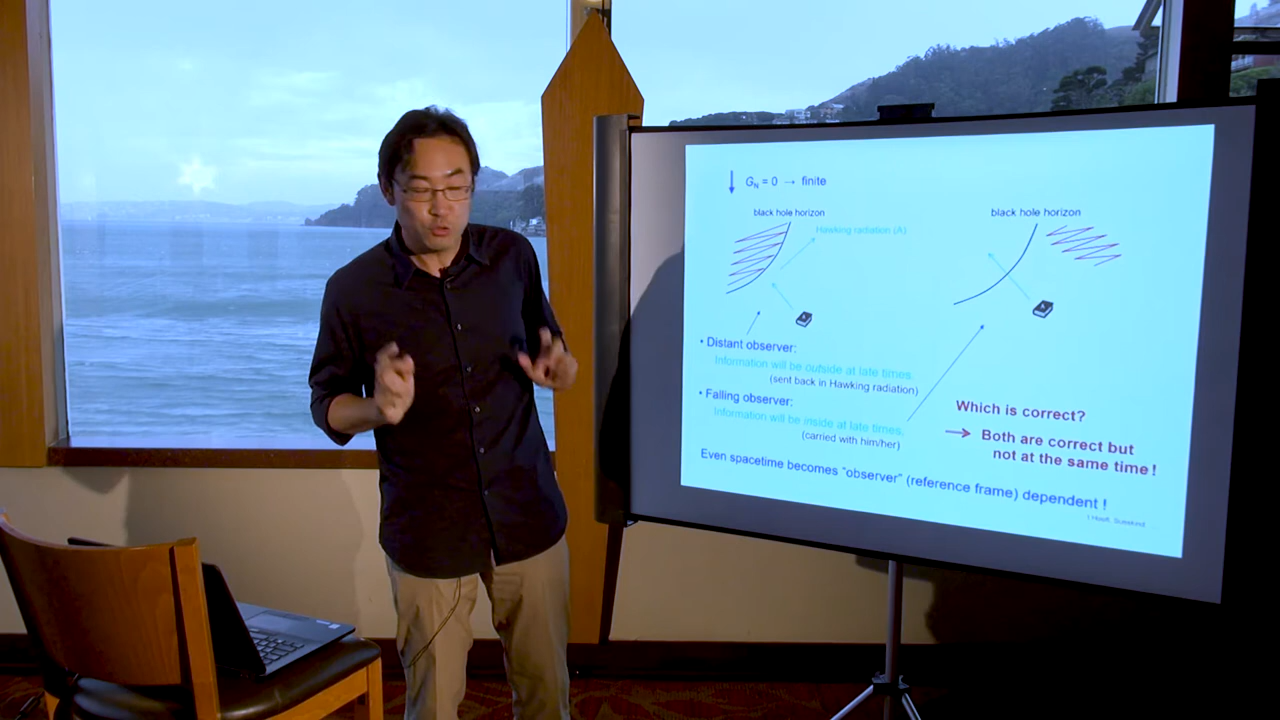 ↓ G_N = 0 → finite
black hole horizon
Hawking radiation (A)
black hole horizon
• Distant observer:
Information will be outside at late times.
(sent back in Hawking radiation)
• Falling observer:
Information will be inside at late times.
(carried with him/her)
Which is correct?
→ Both are correct but
not at the same time !
Even spacetime becomes "observer" (reference frame) dependent !
't Hooft, Susskind